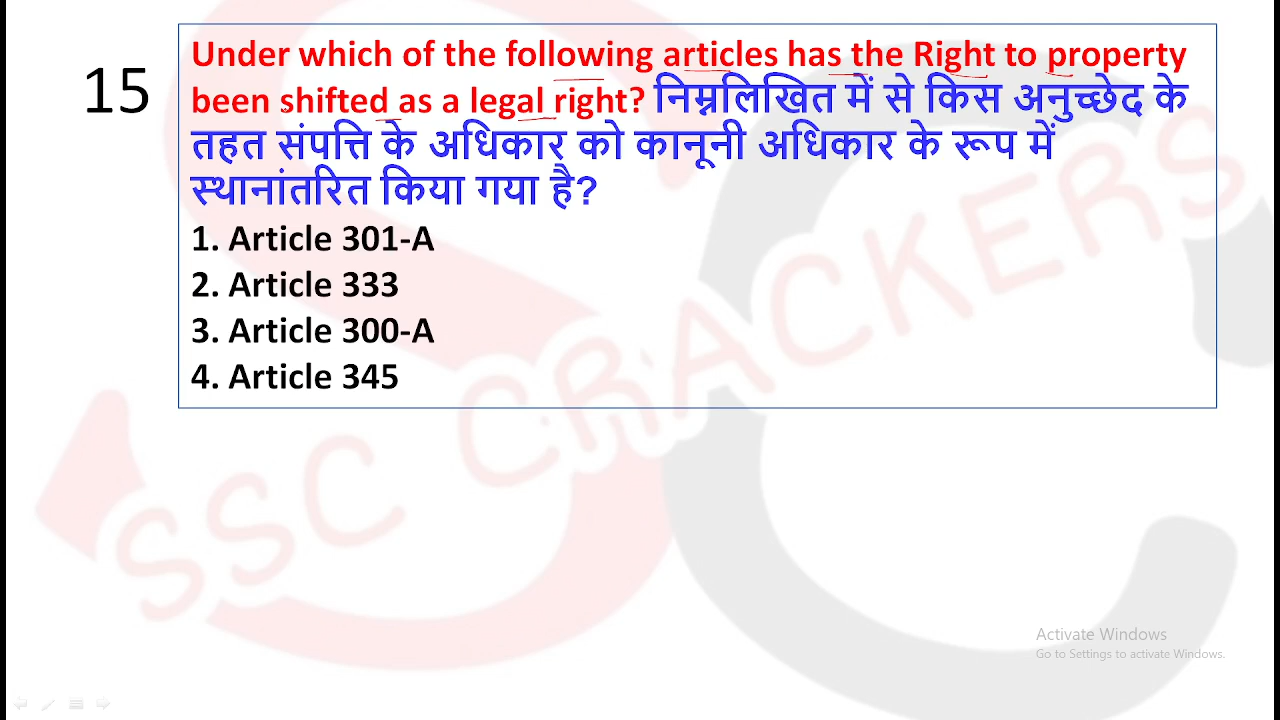 15
Under which of the following articles has the Right to property
been shifted as a legal right? निम्नलिखित में से किस अनुच्छेद के
तहत संपत्ति के अधिकार को कानूनी अधिकार के रूप में
स्थानांतरित किया गया है?
1. Article 301-A
2. Article 333
3. Article 300-A
4. Article 345
SSC CRACKERS
Activate Windows
Go to Settings to activate Windows.